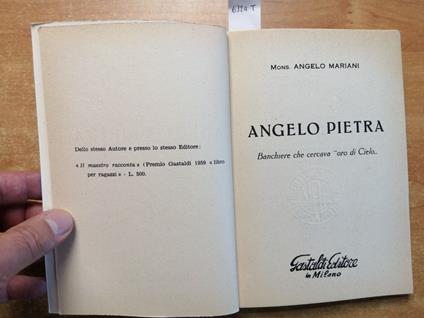 6324 T
Dello stesso Autore e presso lo stesso Editore:
« Il maestro racconta » (Premio Gastaldi 1959 « libro
per ragazzi » - L. 500.
MONS. ANGELO MARIANI
ANGELO PIETRA
Banchiere che cercava "oro di Cielo„
Gastaldi Editore
in Milano